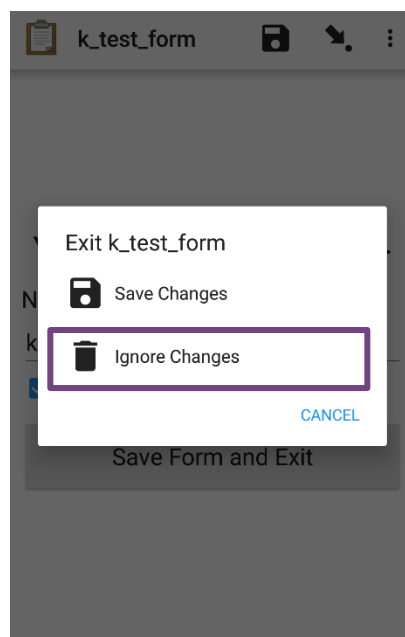 k_test_form
Exit k_test_form
Save Changes
N
Ignore Changes
k
CANCEL
Save Form and Exit